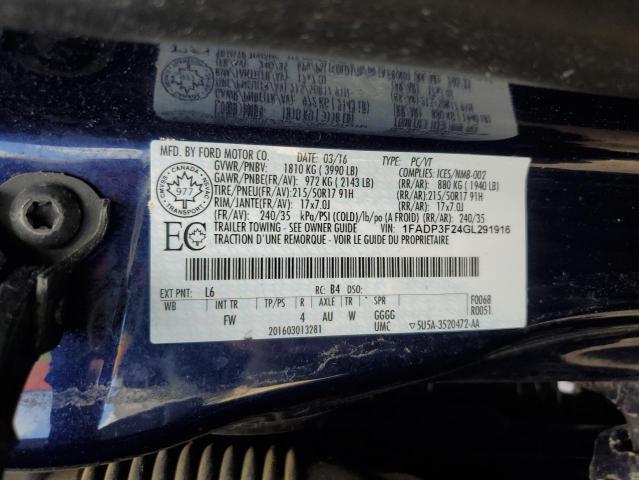 MFD. BY FORD MOTOR CO. 03/16 TYPE: PC/VT
GVWR/PNBV: 1810 KG ( 3990 LB) COMPLIES: ICES/NMB-002
GAWR/PNBE (FR/AV): 972 KG ( 2143 LB) (RR/AR): 880 KG ( 1940 LB)
TIRE/PNEU(FR/AV):215/50R17 91H (RR/AR):215/50R17 91H
RIM/JANTE(FR/AV): 17x7.0J (RR/AR): 17x7.0J
(FR/AV): 240/35 kPa/PSI (COLD)/lb/pa (A FROID) (RR/AR): 240/35
TRAILER TOWING - SEE OWNER GUIDE VIN: 1FADP3F24GL291916
TRACTION D'UNE REMORQUE - VOIR LE GUIDE DU PROPRIETAIRE
CANADA
977
TRANSPORT
EC
EXT PNT: L6 RC: B4 DSO: F0068
WB INT TR TP/PS R AXLE TR SPR R0051
FW 4 AU W GGGG
201603013281 UMC 5U5A-3520472-AA